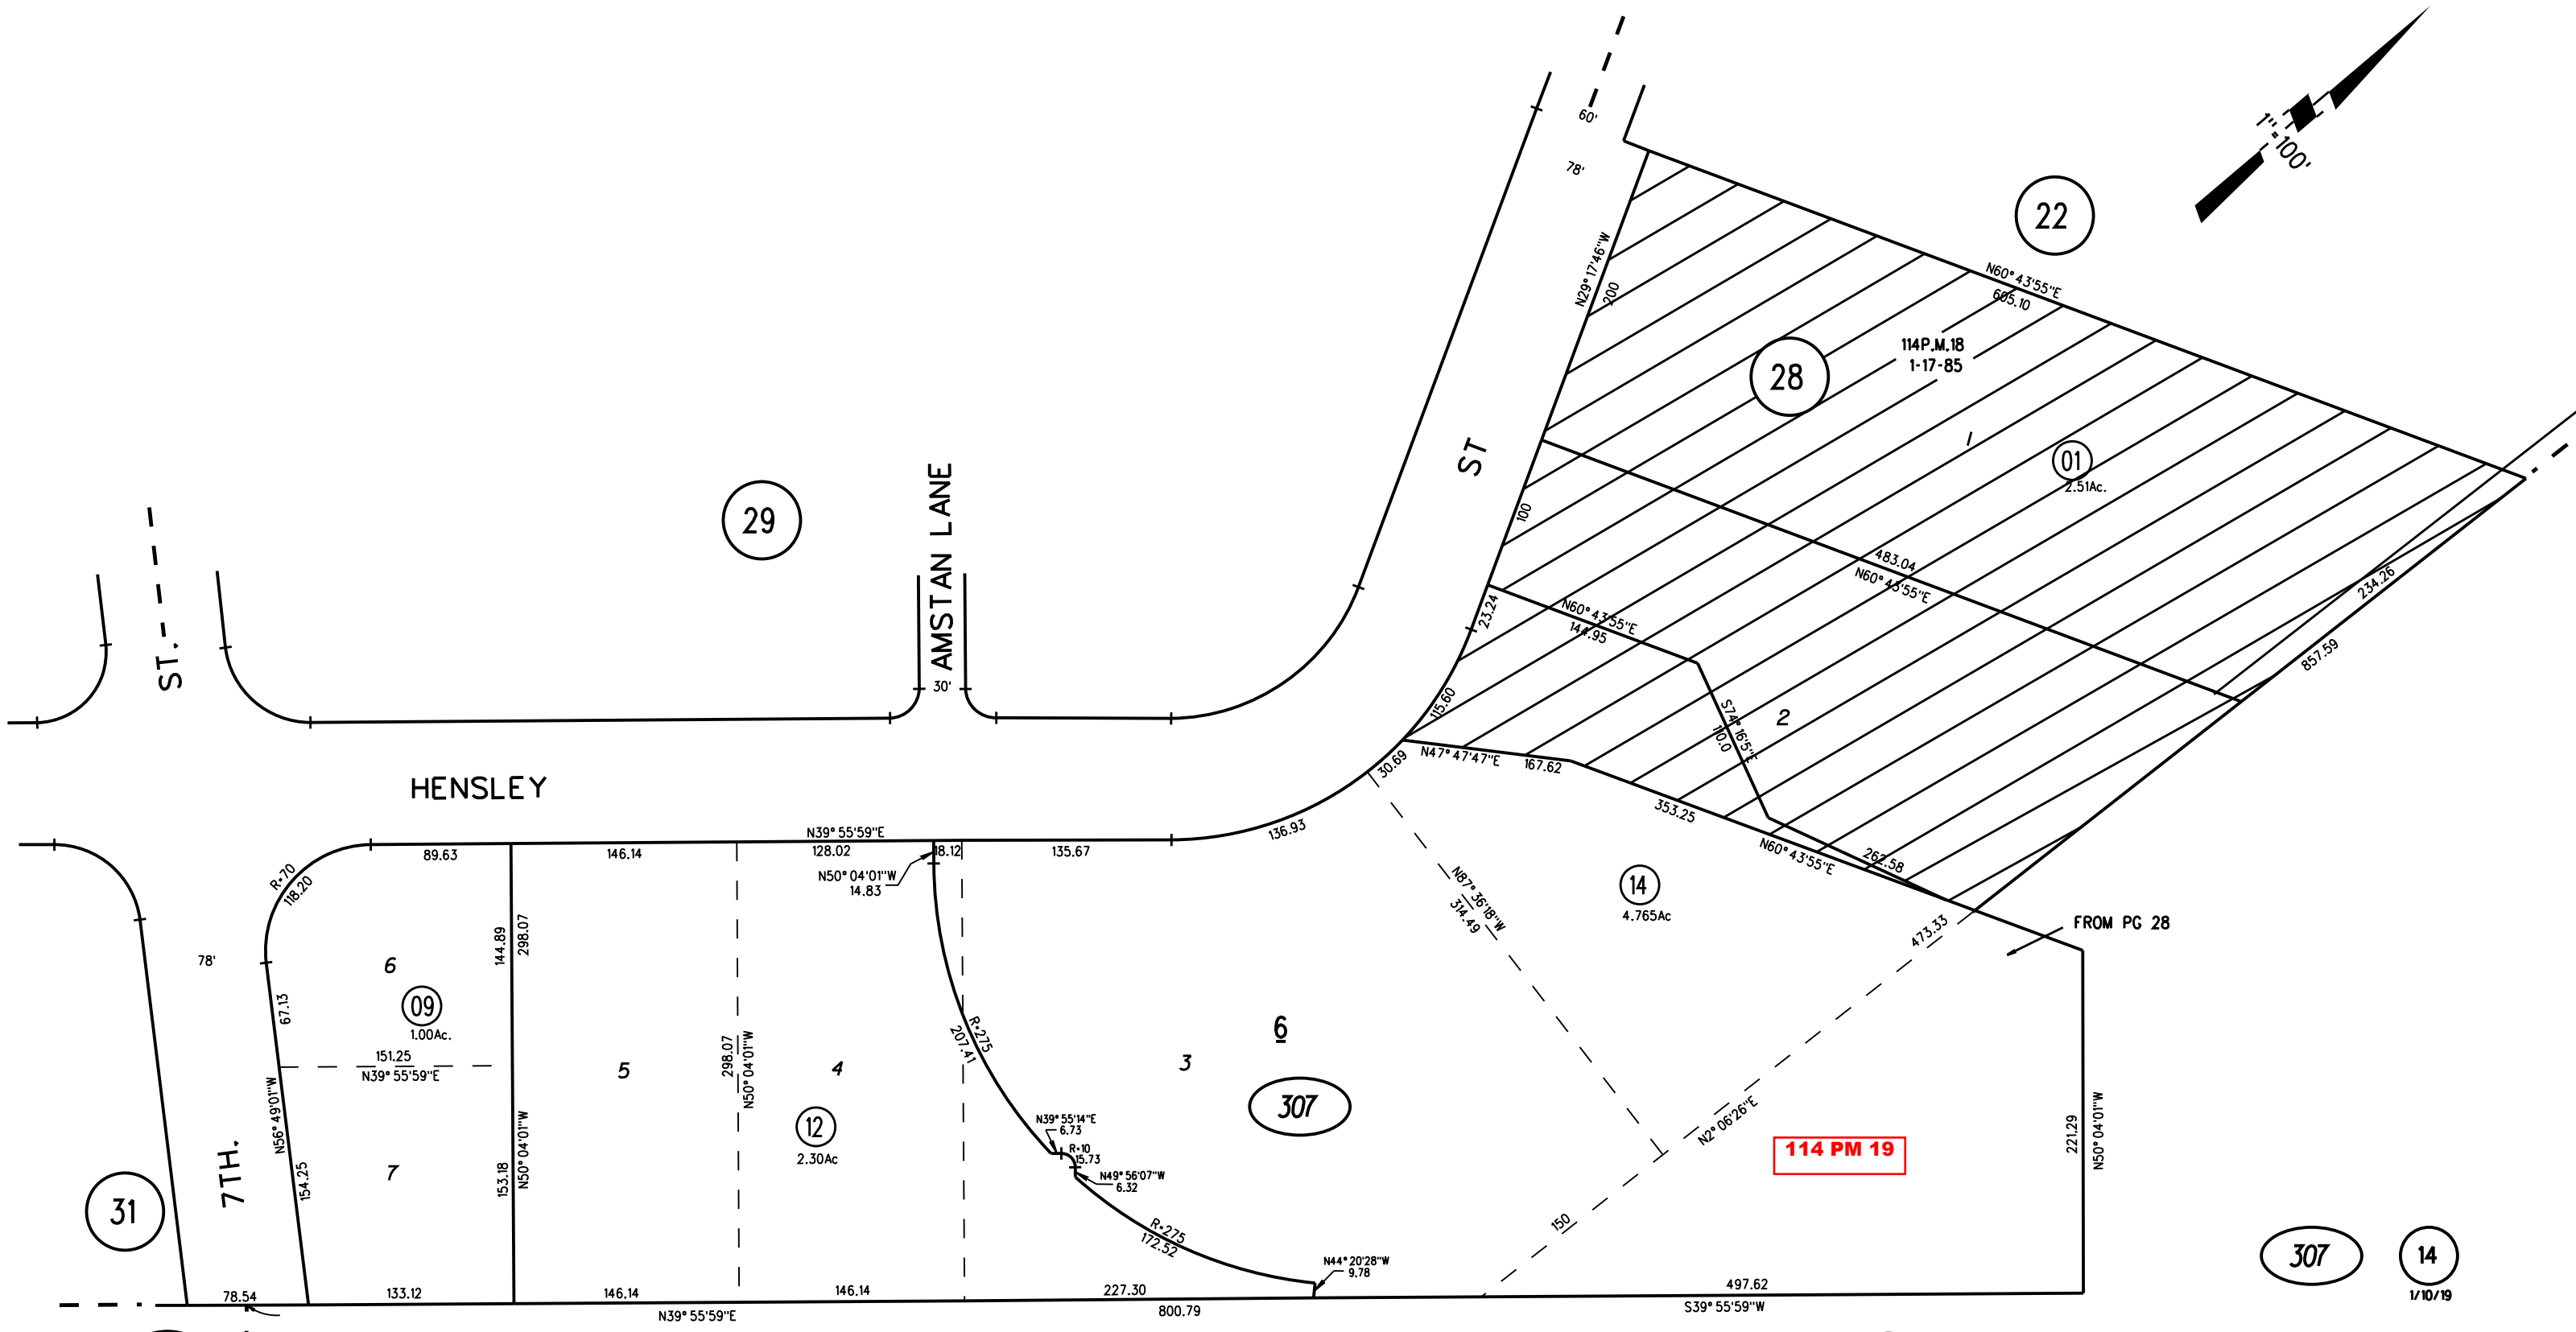 60'
78'
1"=100'
22
N60°43'55"E
605.10
N29°17'46"W
200
114P.M.18
1-17-85
28
1
01
2.51Ac.
ST
100
29
AMSTAN LANE
30'
ST.
483.04
N60°43'55"E
234.26
857.59
N60°43'55"E
144.95
23.24
115.60
S74°16'5"E
110.0
2
30.69
N47°47'47"E
167.62
353.25
N60°43'55"E
262.58
HENSLEY
N39°55'59"E
89.63
146.14
128.02
18.12
135.67
136.93
N50°04'01"W
14.83
R=70
118.20
14
4.765Ac
N87°36'18"W
314.49
473.33
FROM PG 28
78'
6
144.89
298.07
67.13
09
1.00Ac.
151.25
N39°55'59"E
5
298.07
N50°04'01"W
4
R=275
207.41
6
3
307
N56°49'01"W
154.25
7
153.18
N50°04'01"W
12
2.30Ac
N39°55'14"E
6.73
R=10
15.73
N49°56'07"W
6.32
N2°06'26"E
114 PM 19
221.29
N50°04'01"W
31
7TH.
R=275
172.52
150
N44°20'28"W
9.78
307
14
1/10/19
78.54
133.12
146.14
146.14
227.30
497.62
N39°55'59"E
800.79
S39°55'59"W